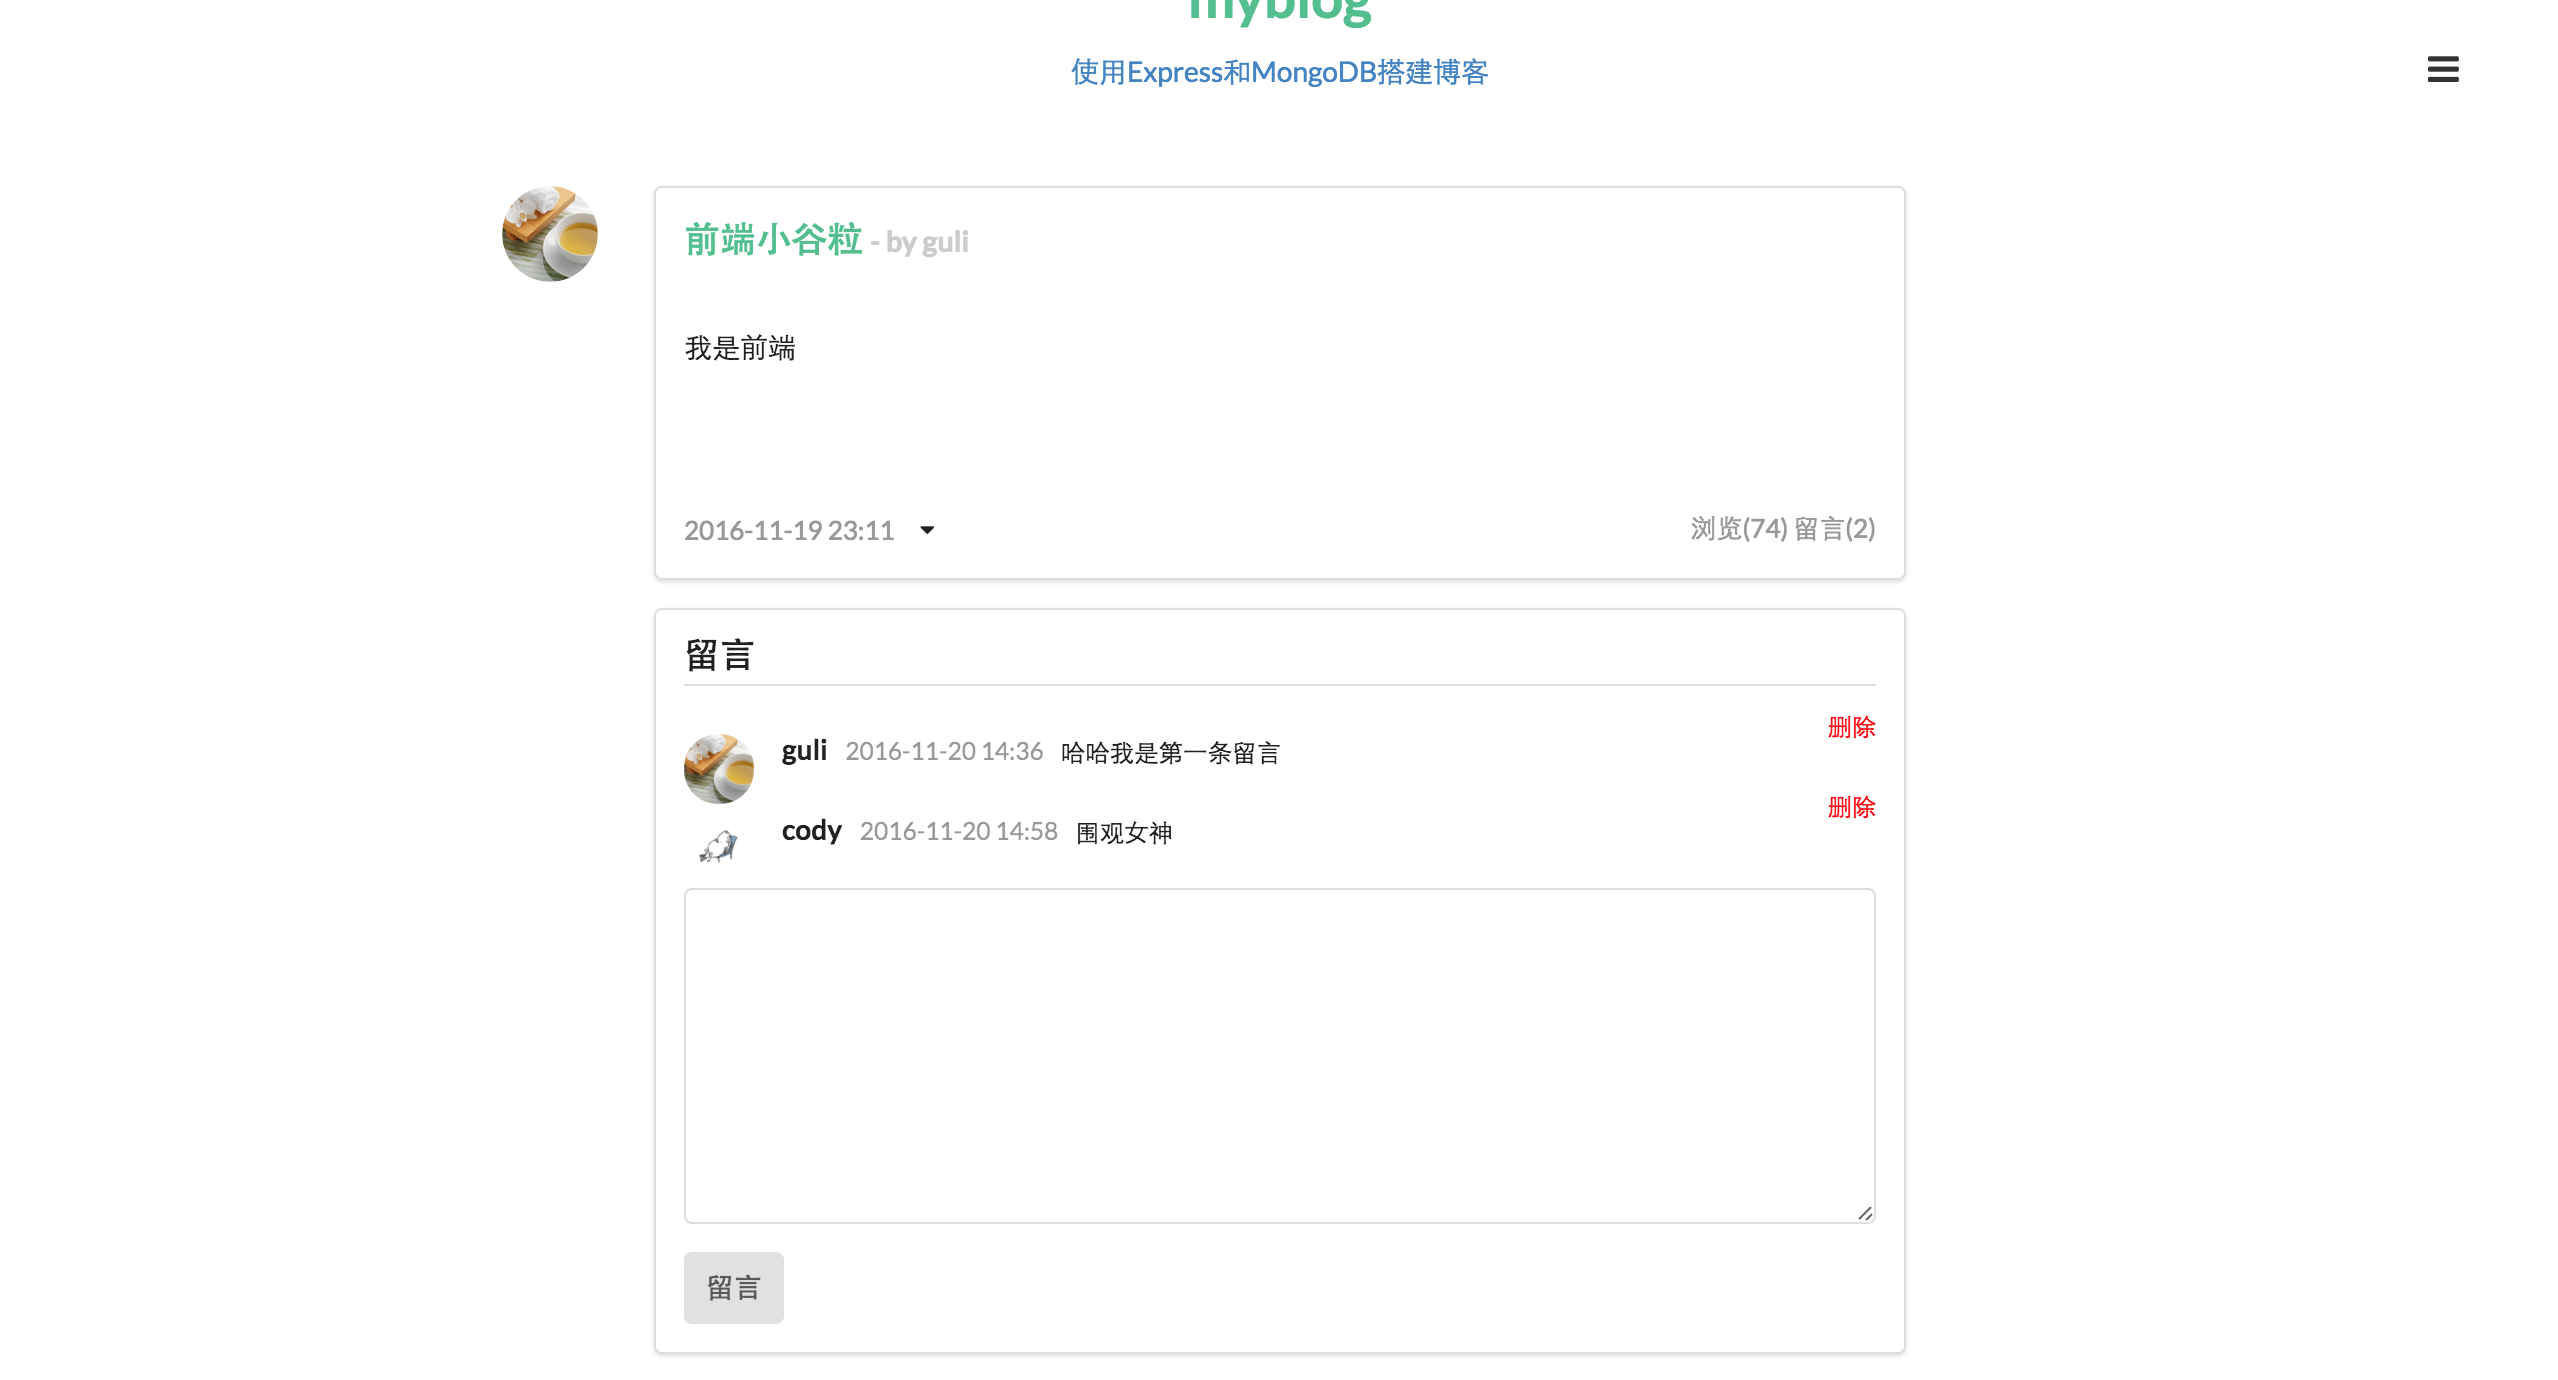 myblog
使用Express和MongoDB搭建博客
前端小谷粒 - by guli
我是前端
2016-11-19 23:11 浏览(74) 留言(2)
留言
删除
guli 2016-11-20 14:36 哈哈我是第一条留言
删除
cody 2016-11-20 14:58 围观女神
留言